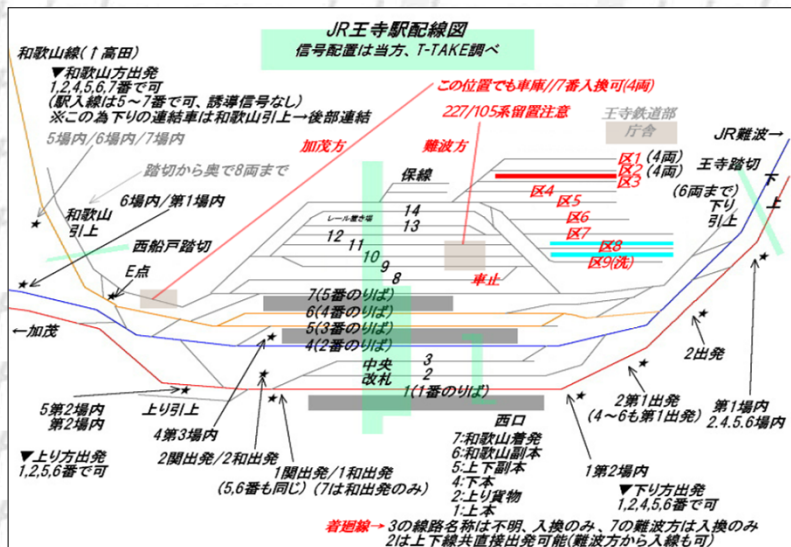 JR王寺駅配線図
信号配置は当方、T-TAKE調べ
和歌山線(↑高田)
▼和歌山方出発
1,2,4,5,6,7番で可
(駅入線は5～7番で可、誘導信号なし)
※この為下りの連結車は和歌山引上→後部連結
5場内/6場内/7場内
踏切から奥で8両まで
6場内/第1場内
和歌山
引上
西船戸踏切
E点
この位置でも車庫//7番入換可(4両)
227/105系留置注意
加茂方
難波方
王寺鉄道部
庁舎
JR難波→
王寺踏切
下
上
(6両まで)
下り
引上
保線
レール置き場
14
13
12
11
10
9
8
区1(4両)
区2(4両)
区3
区4
区5
区6
区7
区8
区9(洗)
車止
7(5番のりば)
6(4番のりば)
5(3番のりば)
4(2番のりば)
中央
改札
3
2
1(1番のりば)
←加茂
5第2場内
第2場内
上り引上
4第3場内
2関出発/2和出発
1関出発/1和出発
(5,6番も同じ)(7は和出発のみ)
▼上り方出発
1,2,5,6番で可
西口
7:和歌山着発
6:和歌山副本
5:上下副本
4:下本
2:上り貨物
1:上本
2出発
2第1出発
(4～6も第1出発)
第1場内
2.4.5.6場内
1第2場内
▼下り方出発
1,2,4,5,6番で可
着廻線→3の線路名称は不明、入換のみ、7の難波方は入換のみ
2は上下線共直接出発可能(難波方から入線も可)